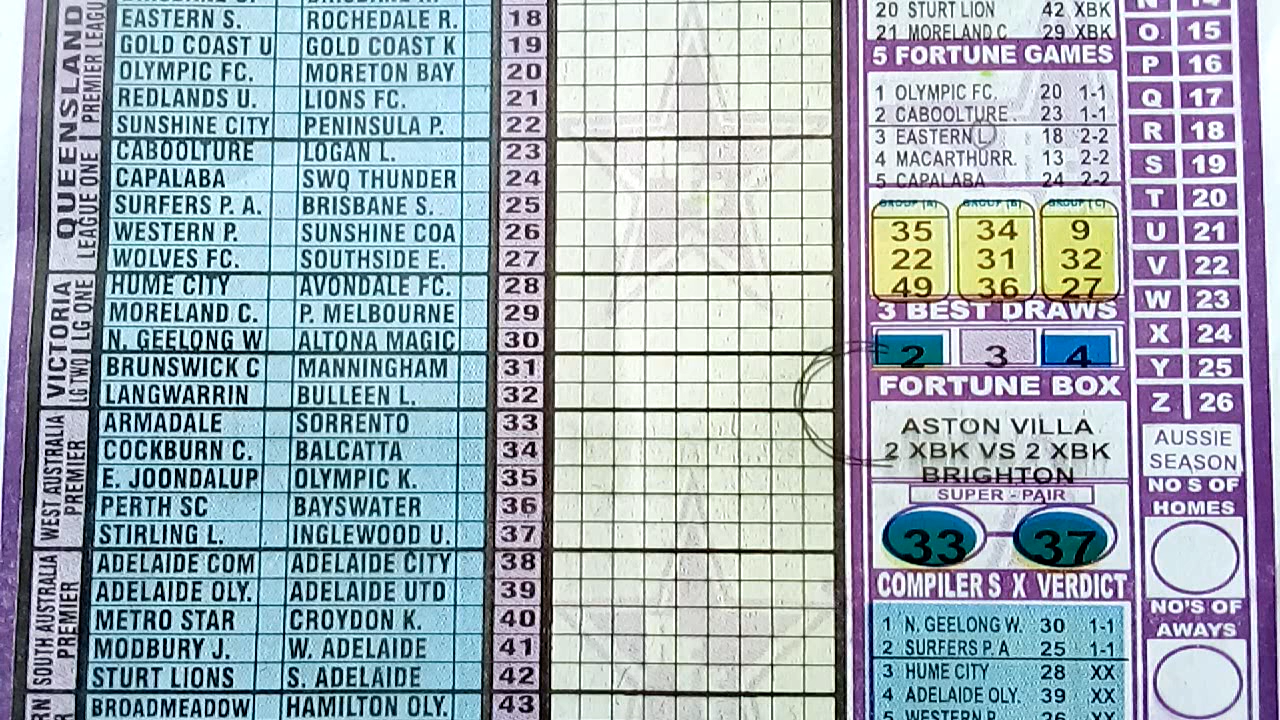 EASTERN S. ROCHEDALE R. 18
GOLD COAST U GOLD COAST K 19
OLYMPIC FC. MORETON BAY 20
REDLANDS U. LIONS FC. 21
SUNSHINE CITY PENINSULA P. 22
CABOOLTURE LOGAN L. 23
CAPALABA SWQ THUNDER 24
SURFERS P. A. BRISBANE S. 25
WESTERN P. SUNSHINE COA 26
WOLVES FC. SOUTHSIDE E. 27
HUME CITY AVONDALE FC. 28
MORELAND C. P. MELBOURNE 29
N. GEELONG W ALTONA MAGIC 30
BRUNSWICK C MANNINGHAM 31
LANGWARRIN BULLEEN L. 32
ARMADALE SORRENTO 33
COCKBURN C. BALCATTA 34
E. JOONDALUP OLYMPIC K. 35
PERTH SC BAYSWATER 36
STIRLING L. INGLEWOOD U. 37
ADELAIDE COM ADELAIDE CITY 38
ADELAIDE OLY. ADELAIDE UTD 39
METRO STAR CROYDON K. 40
MODBURY J. W. ADELAIDE 41
STURT LIONS S. ADELAIDE 42
BROADMEADOW HAMILTON OLY. 43
QUEENSLAND
LEAGUE ONE PREMIER LEAGU
VICTORIA
LG TWO LG ONE
WEST AUSTRALIA
PREMIER
SOUTH AUSTRALIA
PREMIER
20 STURT LION 42 XBK
21 MORELAND C 29 XBK
5 FORTUNE GAMES
1 OLYMPIC FC. 20 1-1
2 CABOOLTURE. 23 1-1
3 EASTERN L 18 2-2
4 MACARTHURR. 13 2-2
5 CAPALABA 24 2-2
GROUP (A) GROUP (B) GROUP (C)
35 34 9
22 31 32
49 36 27
3 BEST DRAWS
2 3 4
FORTUNE BOX
ASTON VILLA
2 XBK VS 2 XBK
BRIGHTON
SUPER - PAIR
33 37
COMPILER S X VERDICT
1 N. GEELONG W. 30 1-1
2 SURFERS P. A 25 1-1
3 HUME CITY 28 XX
4 ADELAIDE OLY. 39 XX
5 WESTERN P. 26 XX
N 14
O 15
P 16
Q 17
R 18
S 19
T 20
U 21
V 22
W 23
X 24
Y 25
Z 26
AUSSIE
SEASON
NO S OF
HOMES
NO'S OF
AWAYS